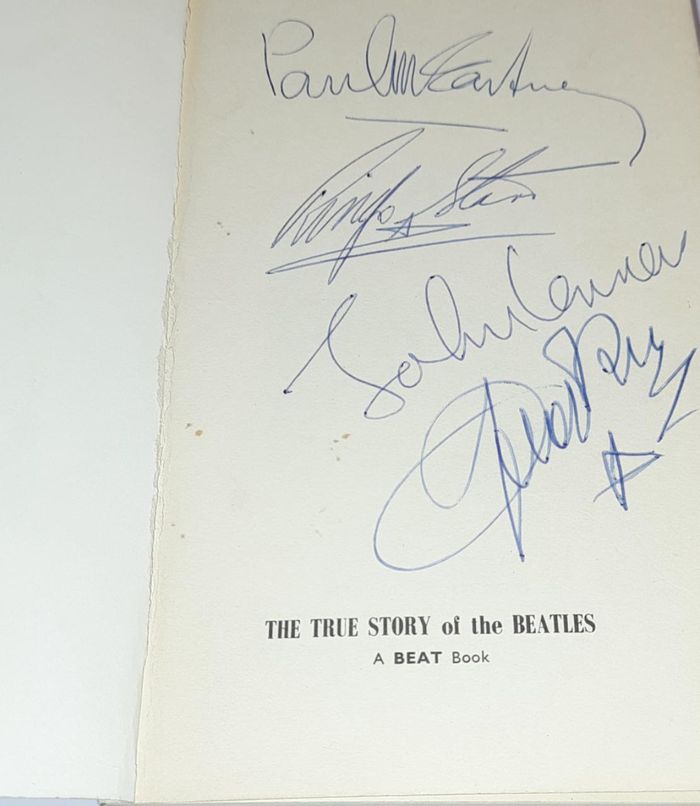 Paul McCartney
Ringo Starr
John Lennon
THE TRUE STORY of the BEATLES
A BEAT Book